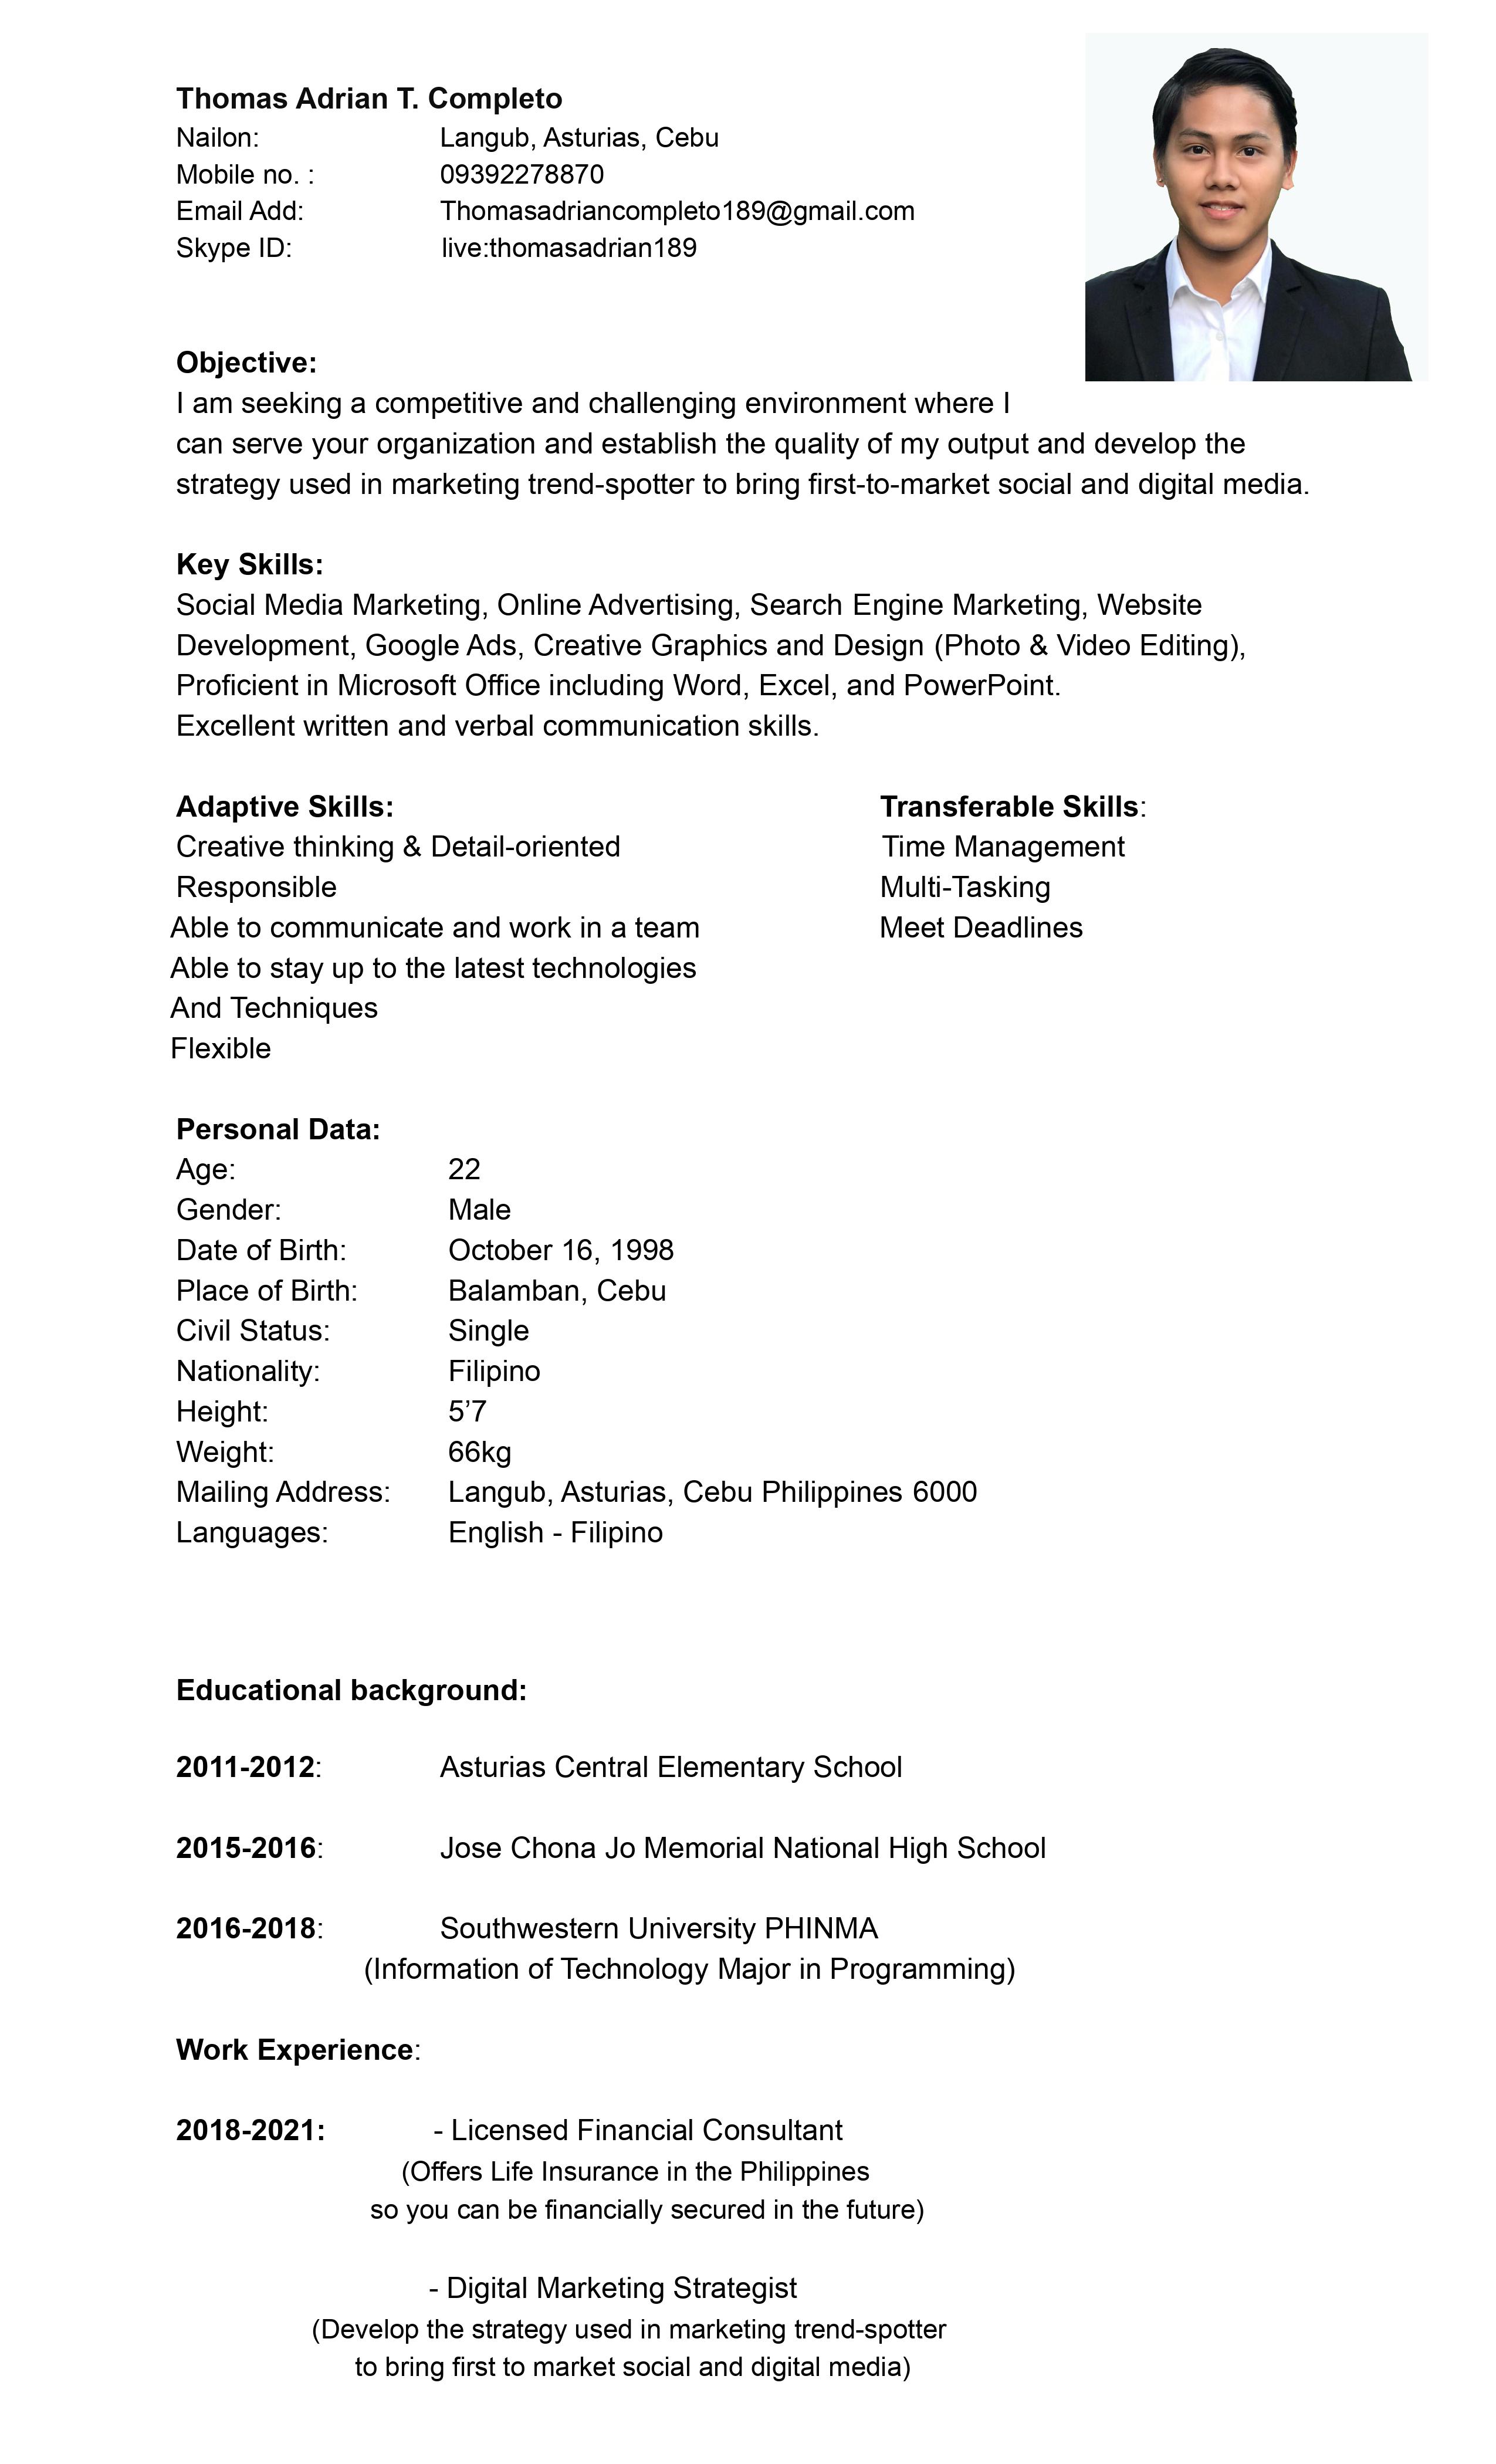 Thomas Adrian T. Completo
Nailon: Langub, Asturias, Cebu
Mobile no. : 09392278870
Email Add: Thomasadriancompleto189@gmail.com
Skype ID: live:thomasadrian189
Objective:
I am seeking a competitive and challenging environment where I
can serve your organization and establish the quality of my output and develop the
strategy used in marketing trend-spotter to bring first-to-market social and digital media.
Key Skills:
Social Media Marketing, Online Advertising, Search Engine Marketing, Website
Development, Google Ads, Creative Graphics and Design (Photo & Video Editing),
Proficient in Microsoft Office including Word, Excel, and PowerPoint.
Excellent written and verbal communication skills.
Adaptive Skills:
Creative thinking & Detail-oriented
Responsible
Able to communicate and work in a team
Able to stay up to the latest technologies
And Techniques
Flexible
Transferable Skills:
Time Management
Multi-Tasking
Meet Deadlines
Personal Data:
Age: 22
Gender: Male
Date of Birth: October 16, 1998
Place of Birth: Balamban, Cebu
Civil Status: Single
Nationality: Filipino
Height: 5’7
Weight: 66kg
Mailing Address: Langub, Asturias, Cebu Philippines 6000
Languages: English - Filipino
Educational background:
2011-2012: Asturias Central Elementary School
2015-2016: Jose Chona Jo Memorial National High School
2016-2018: Southwestern University PHINMA
(Information of Technology Major in Programming)
Work Experience:
2018-2021: - Licensed Financial Consultant
(Offers Life Insurance in the Philippines
so you can be financially secured in the future)
- Digital Marketing Strategist
(Develop the strategy used in marketing trend-spotter
to bring first to market social and digital media)